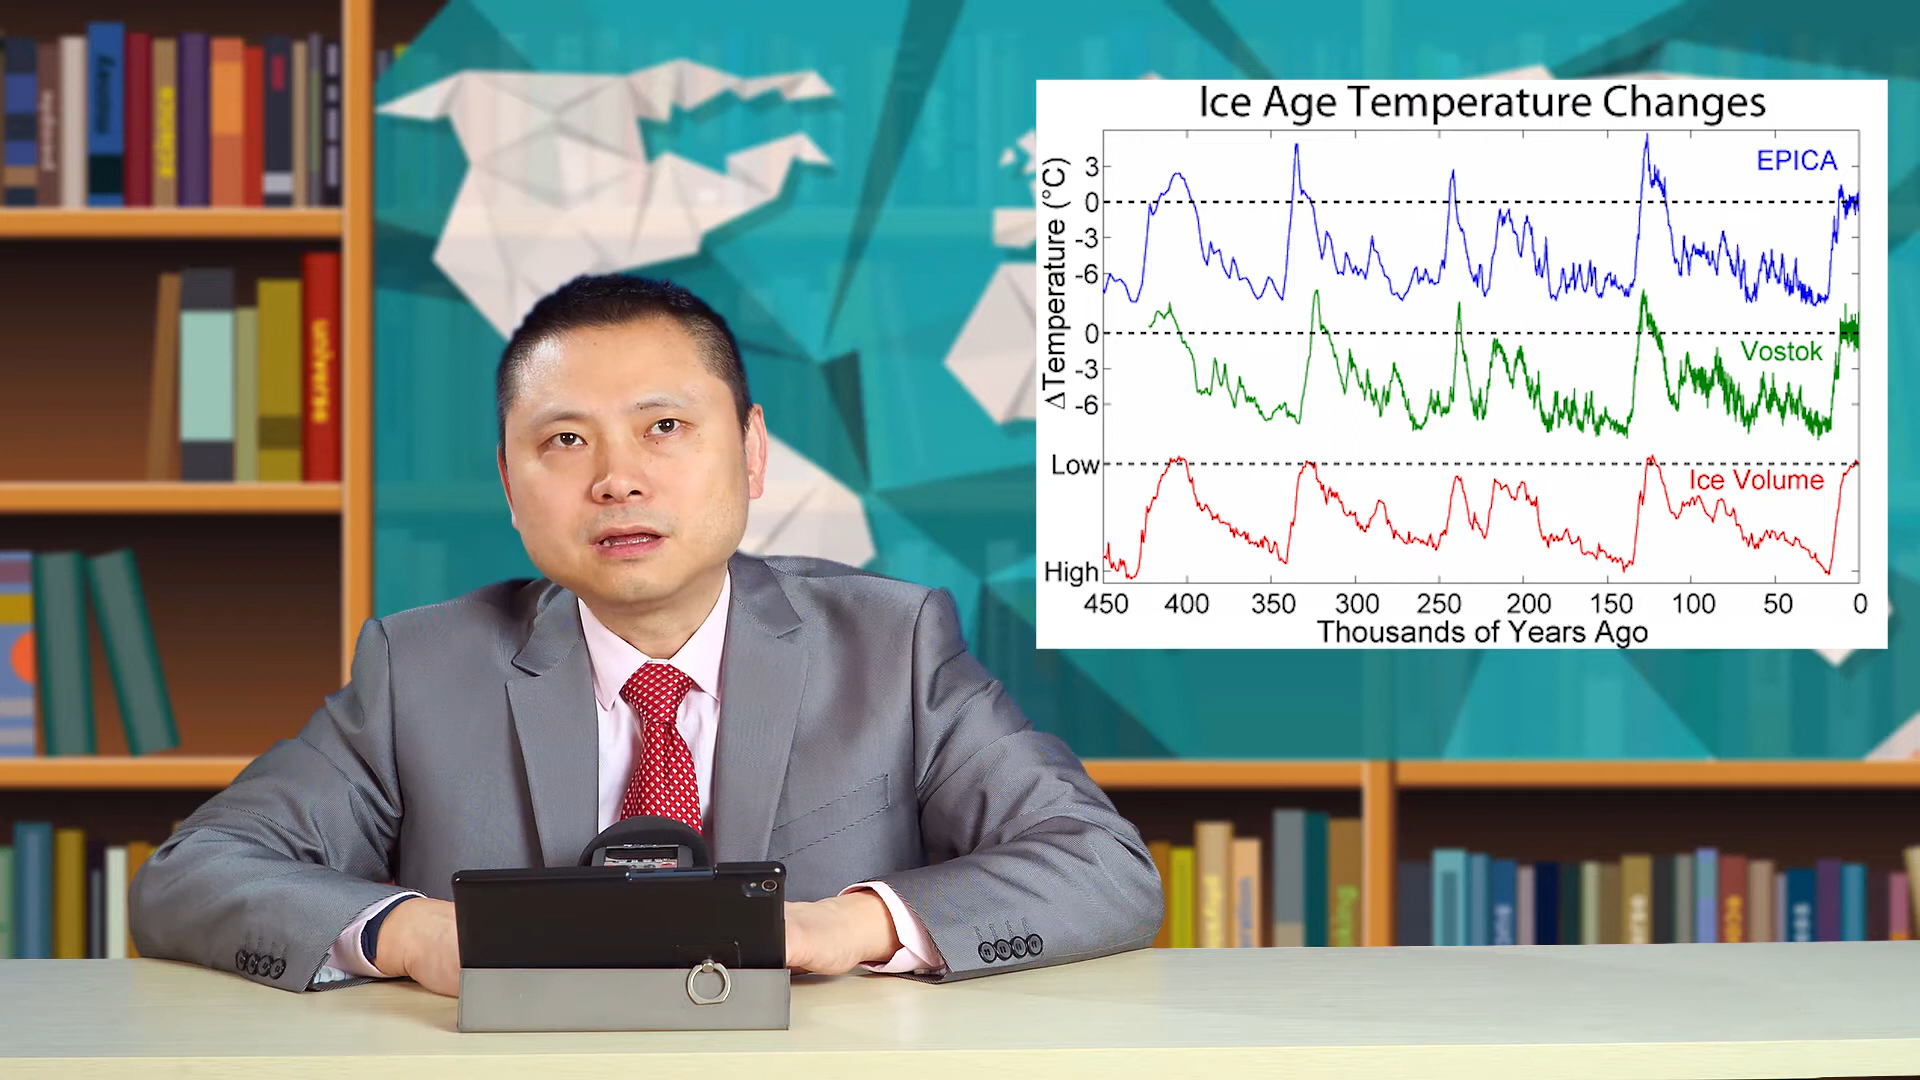 Ice Age Temperature Changes
ΔTemperature (°C)
EPICA
3
0
-3
-6
Vostok
0
-3
-6
Ice Volume
Low
High
450 400 350 300 250 200 150 100 50 0
Thousands of Years Ago
universe